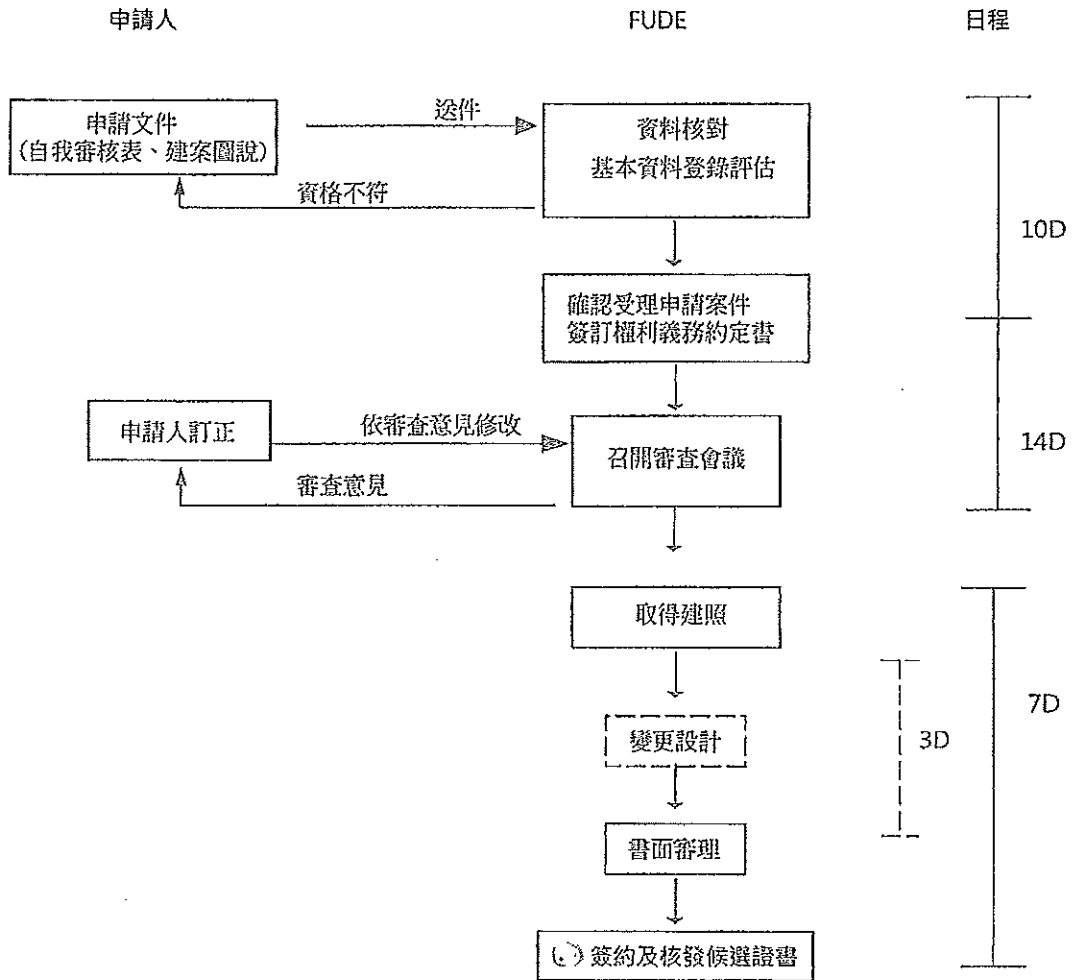 申請人
FUDE
日程
申請文件
(自我審核表、建案圖說)
送件
資料核對
基本資料登錄評估
資格不符
10D
確認受理申請案件
簽訂權利義務約定書
申請人訂正
依審查意見修改
召開審查會議
14D
審查意見
取得建照
7D
變更設計
3D
書面審理
簽約及核發候選證書